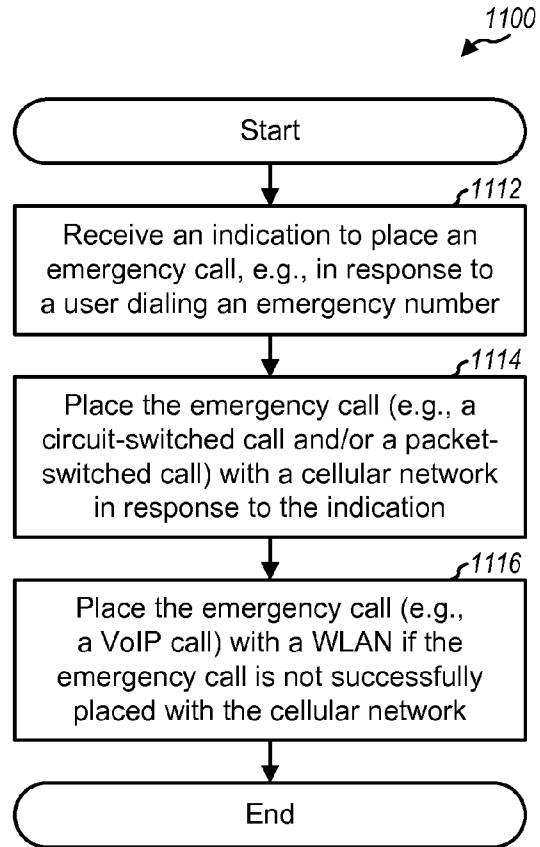 1100
Start
1112
Receive an indication to place an
emergency call, e.g., in response to
a user dialing an emergency number
1114
Place the emergency call (e.g., a
circuit-switched call and/or a packet-
switched call) with a cellular network
in response to the indication
1116
Place the emergency call (e.g.,
a VoIP call) with a WLAN if the
emergency call is not successfully
placed with the cellular network
End